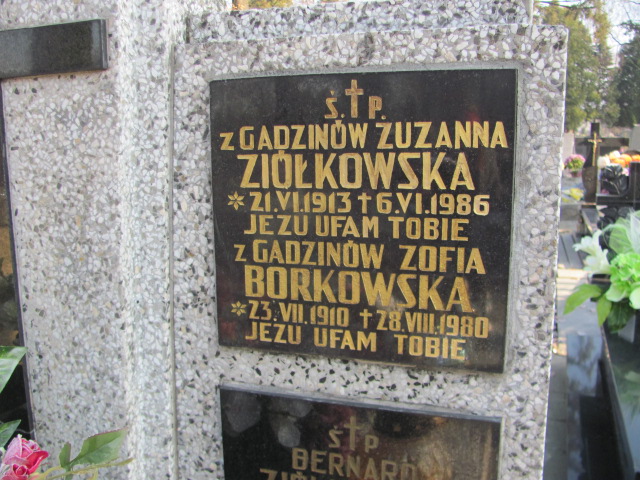 Ś.†P.
Z GADZINÓW ZUZANNA
ZIÓŁKOWSKA
*21.VI.1913 †6.VI.1986
JEZU UFAM TOBIE
Z GADZINÓW ZOFIA
BORKOWSKA
*23.VII.1910 †28.VIII.1980
JEZU UFAM TOBIE
Ś†P
BERNARD